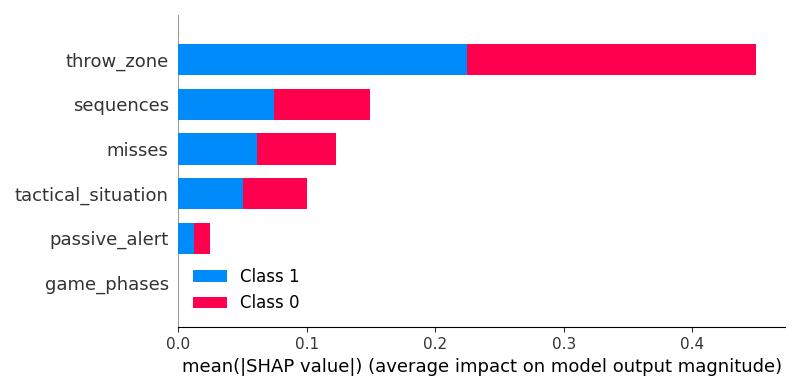 throw_zone
sequences
misses
tactical_situation
passive_alert
game_phases
Class 1
Class 0
0.0 0.1 0.2 0.3 0.4
mean(|SHAP value|) (average impact on model output magnitude)